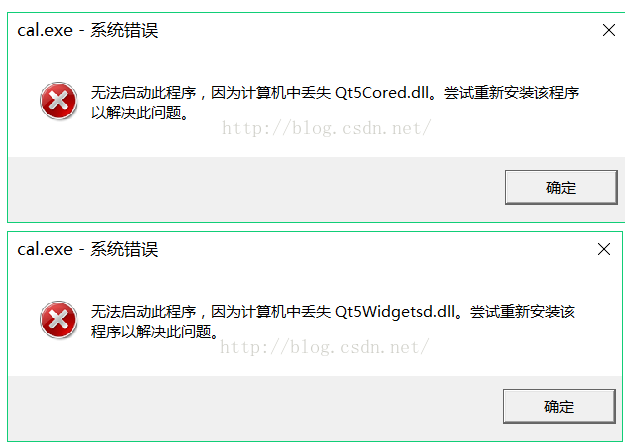 cal.exe - 系统错误
无法启动此程序，因为计算机中丢失 Qt5Cored.dll。尝试重新安装该程序
以解决此问题。
http://blog.csdn.net/
确定
cal.exe - 系统错误
无法启动此程序，因为计算机中丢失 Qt5Widgetsd.dll。尝试重新安装该
程序以解决此问题。
http://blog.csdn.net/
确定